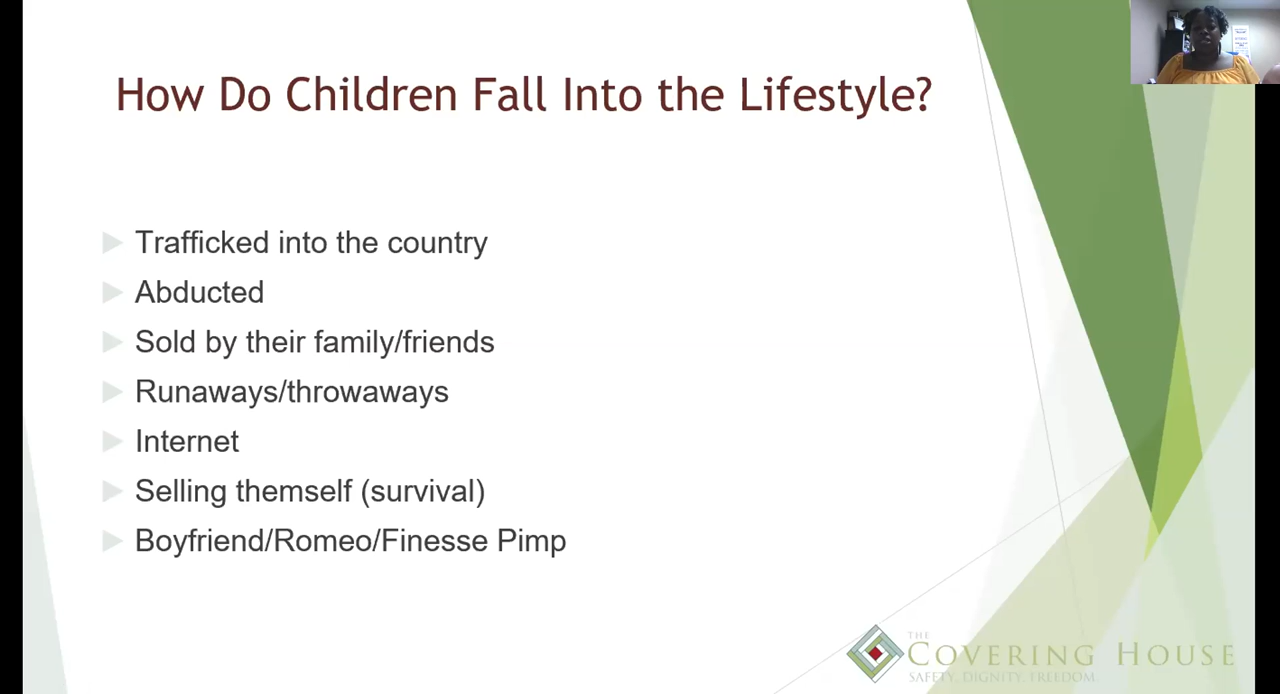 How Do Children Fall Into the Lifestyle?
Trafficked into the country
Abducted
Sold by their family/friends
Runaways/throwaways
Internet
Selling themself (survival)
Boyfriend/Romeo/Finesse Pimp
THE
COVERING HOUSE
SAFETY. DIGNITY. FREEDOM.